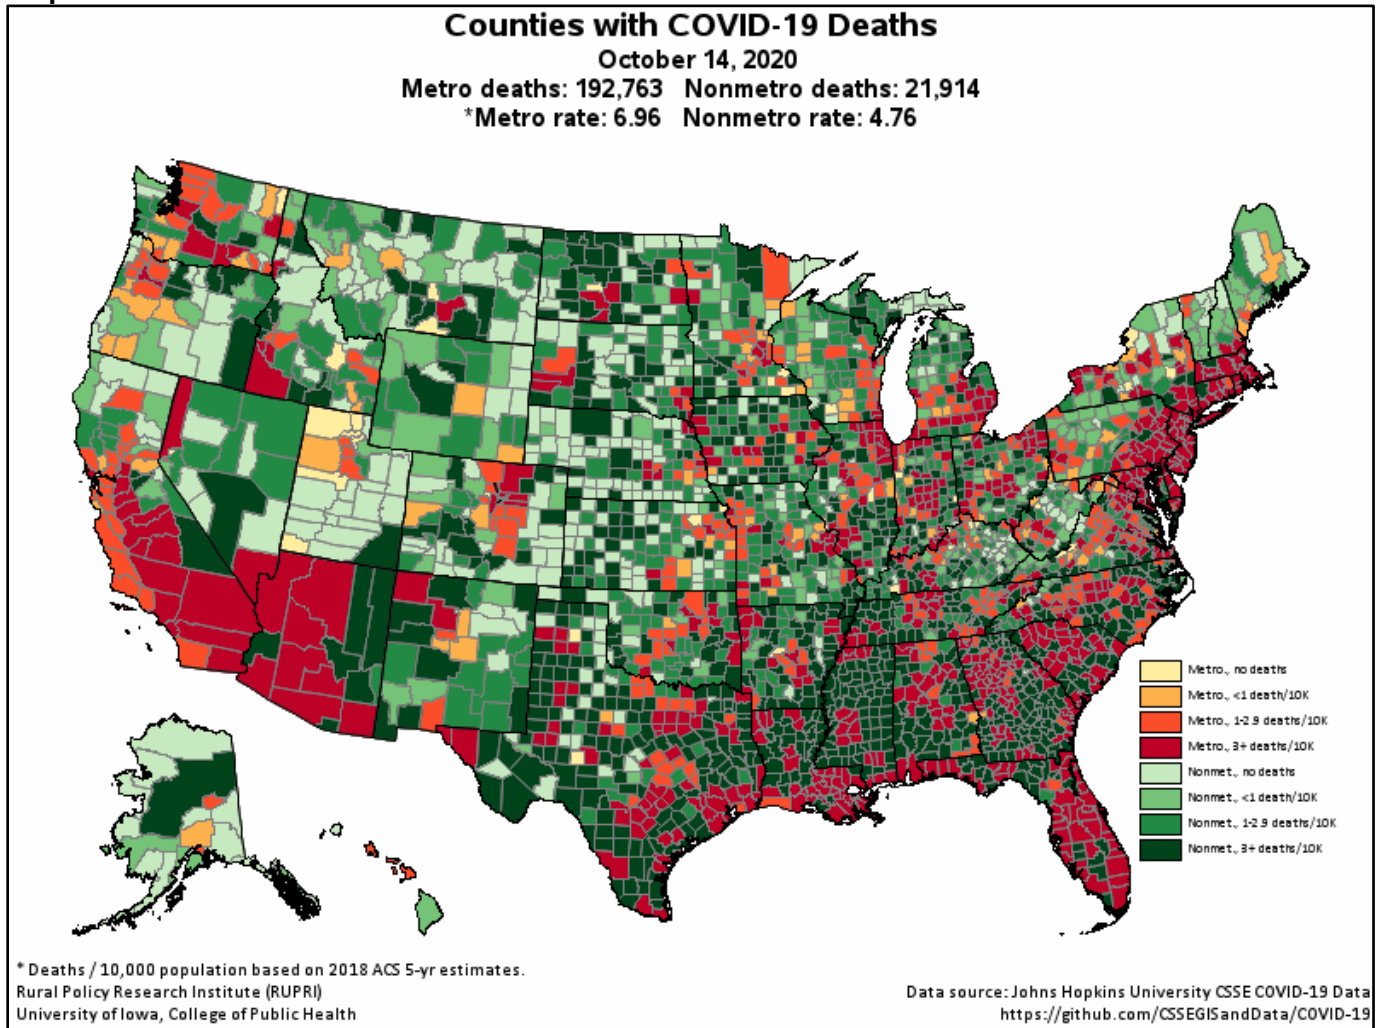 Counties with COVID-19 Deaths
October 14, 2020
Metro deaths: 192,763 Nonmetro deaths: 21,914
*Metro rate: 6.96 Nonmetro rate: 4.76
Metro., no deaths
Metro., <1 death/10K
Metro., 1-2.9 deaths/10K
Metro., 3+ deaths/10K
Nonmet., no deaths
Nonmet., <1 death/10K
Nonmet., 1-2.9 deaths/10K
Nonmet., 3+ deaths/10K
* Deaths / 10,000 population based on 2018 ACS 5-yr estimates.
Rural Policy Research Institute (RUPRI)
University of Iowa, College of Public Health
Data source: Johns Hopkins University CSSE COVID-19 Data
https://github.com/CSSEGISandData/COVID-19